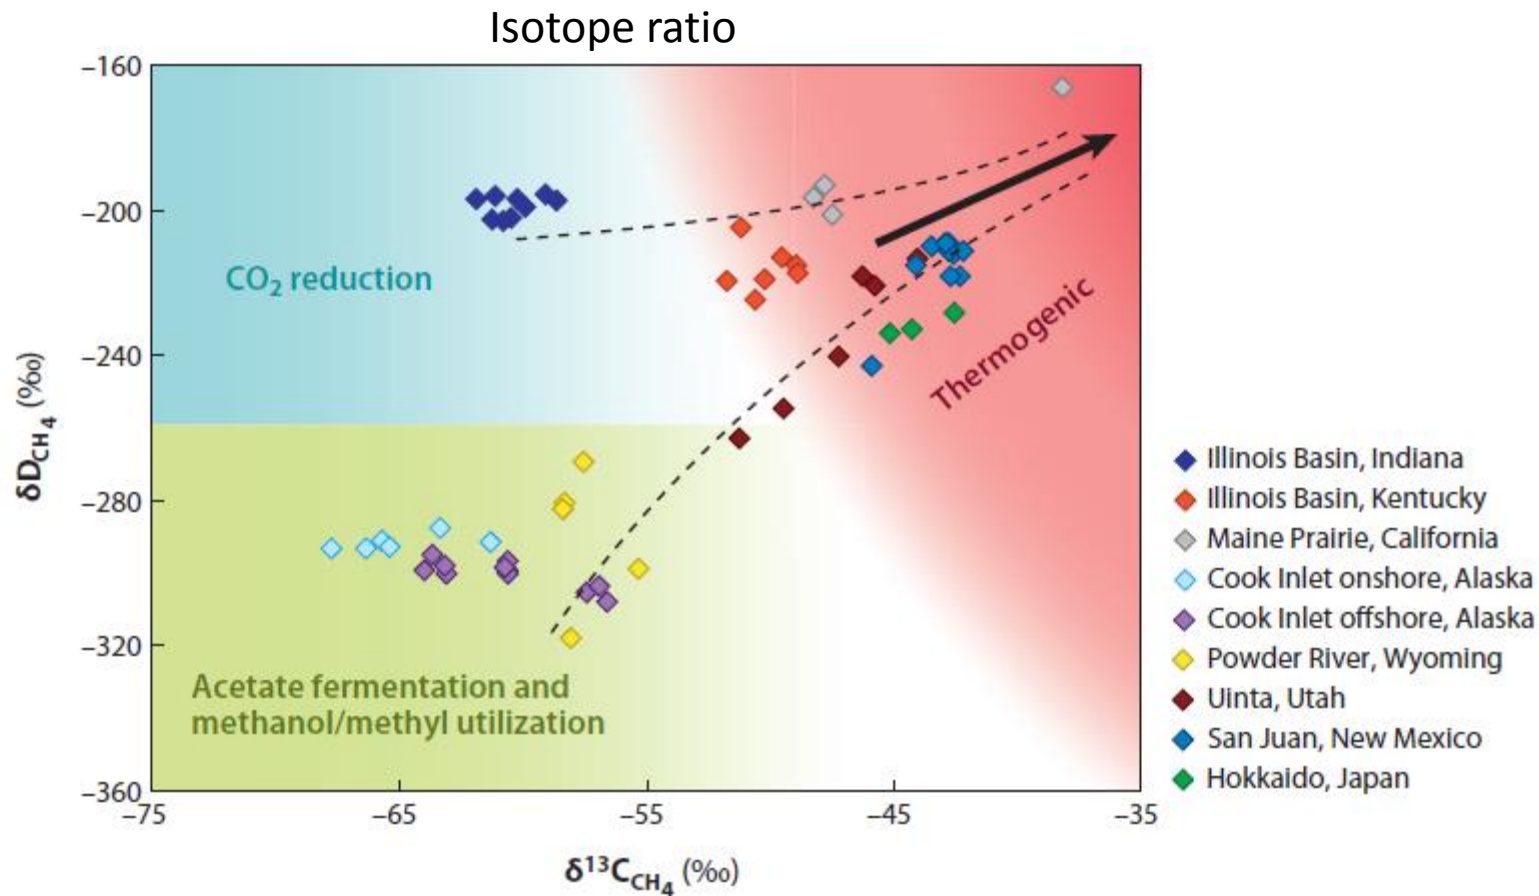 Isotope ratio
–160
–200
–240
–280
–320
–360
δD_CH₄ (‰)
CO₂ reduction
Thermogenic
Acetate fermentation and
methanol/methyl utilization
–75
–65
–55
–45
–35
δ¹³C_CH₄ (‰)
Illinois Basin, Indiana
Illinois Basin, Kentucky
Maine Prairie, California
Cook Inlet onshore, Alaska
Cook Inlet offshore, Alaska
Powder River, Wyoming
Uinta, Utah
San Juan, New Mexico
Hokkaido, Japan